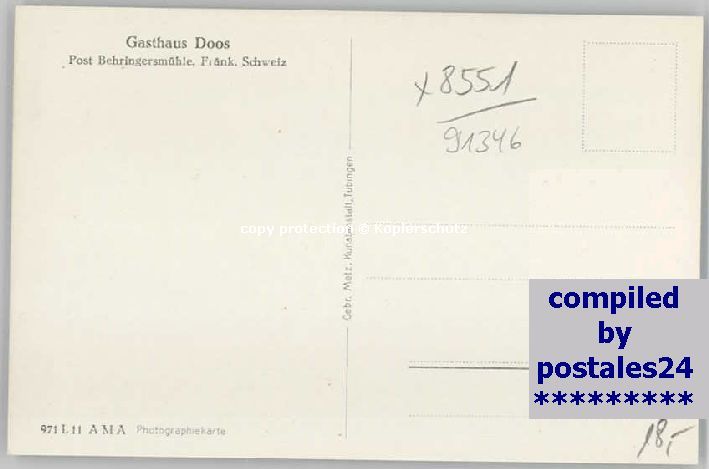 Gasthaus Doos
Post Behringersmühle, Fränk. Schweiz
x 8551
91346
Gebr. Metz, Kunstanstalt, Tübingen
copy protection © Kopierschutz
compiled
by
postales24
*********
971 L 11 A M A Photographiekarte
18,-